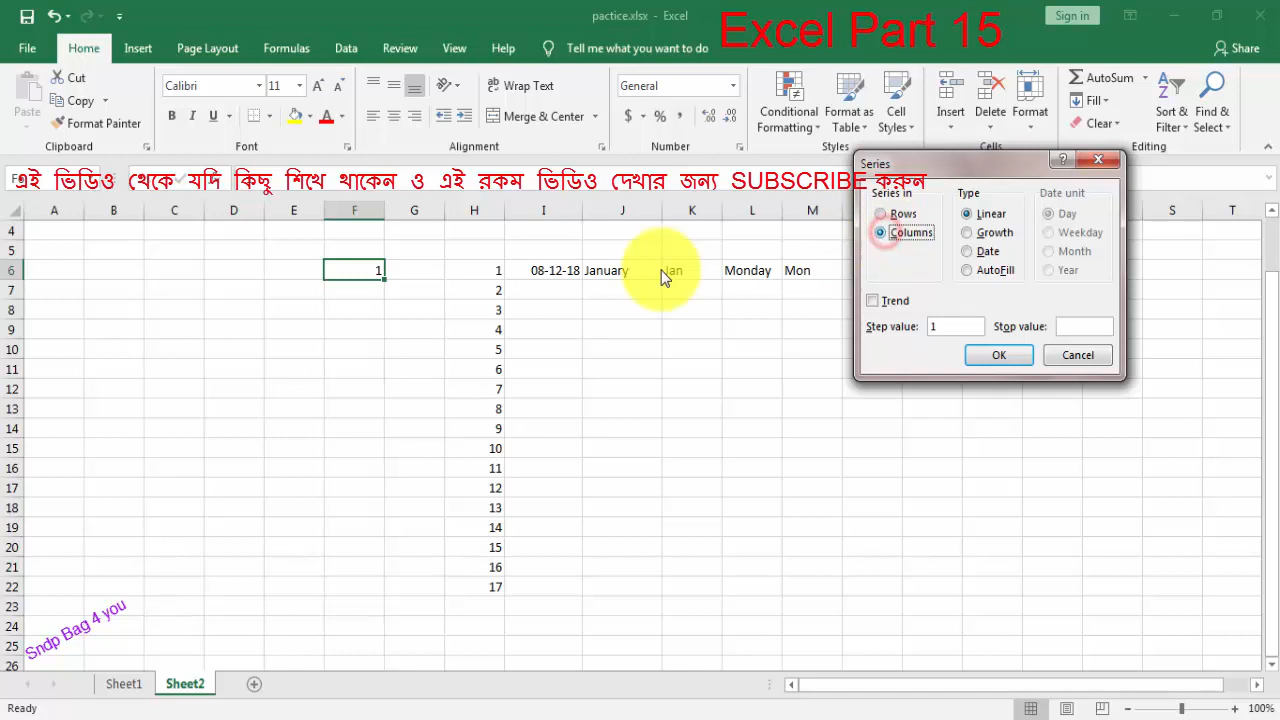 pactice.xlsx - Excel
Sign in
Excel Part 15
File Home Insert Page Layout Formulas Data Review View Help Tell me what you want to do Share
Paste
Cut
Copy
Format Painter
Clipboard
Calibri 11
B I U
Font
Wrap Text
Merge & Center
Alignment
General
$ % ,
Number
Conditional Formatting
Format as Table
Cell Styles
Styles
Insert
Delete
Format
Cells
AutoSum
Fill
Clear
Sort & Filter
Find & Select
Editing
এই ভিডিও থেকে যদি কিছু শিখে থাকেন ও এই রকম ভিডিও দেখার জন্য SUBSCRIBE করুন
A B C D E F G H I J K L M S T
4
5
6 1 1 08-12-18 January Jan Monday Mon
7 2
8 3
9 4
10 5
11 6
12 7
13 8
14 9
15 10
16 11
17 12
18 13
19 14
20 15
21 16
22 17
23
24
25
26
Series
Series in
Rows
Columns
Type
Linear
Growth
Date
AutoFill
Date unit
Day
Weekday
Month
Year
Trend
Step value: 1 Stop value:
OK Cancel
Sndp Bag 4 you
Sheet1 Sheet2
Ready
100%